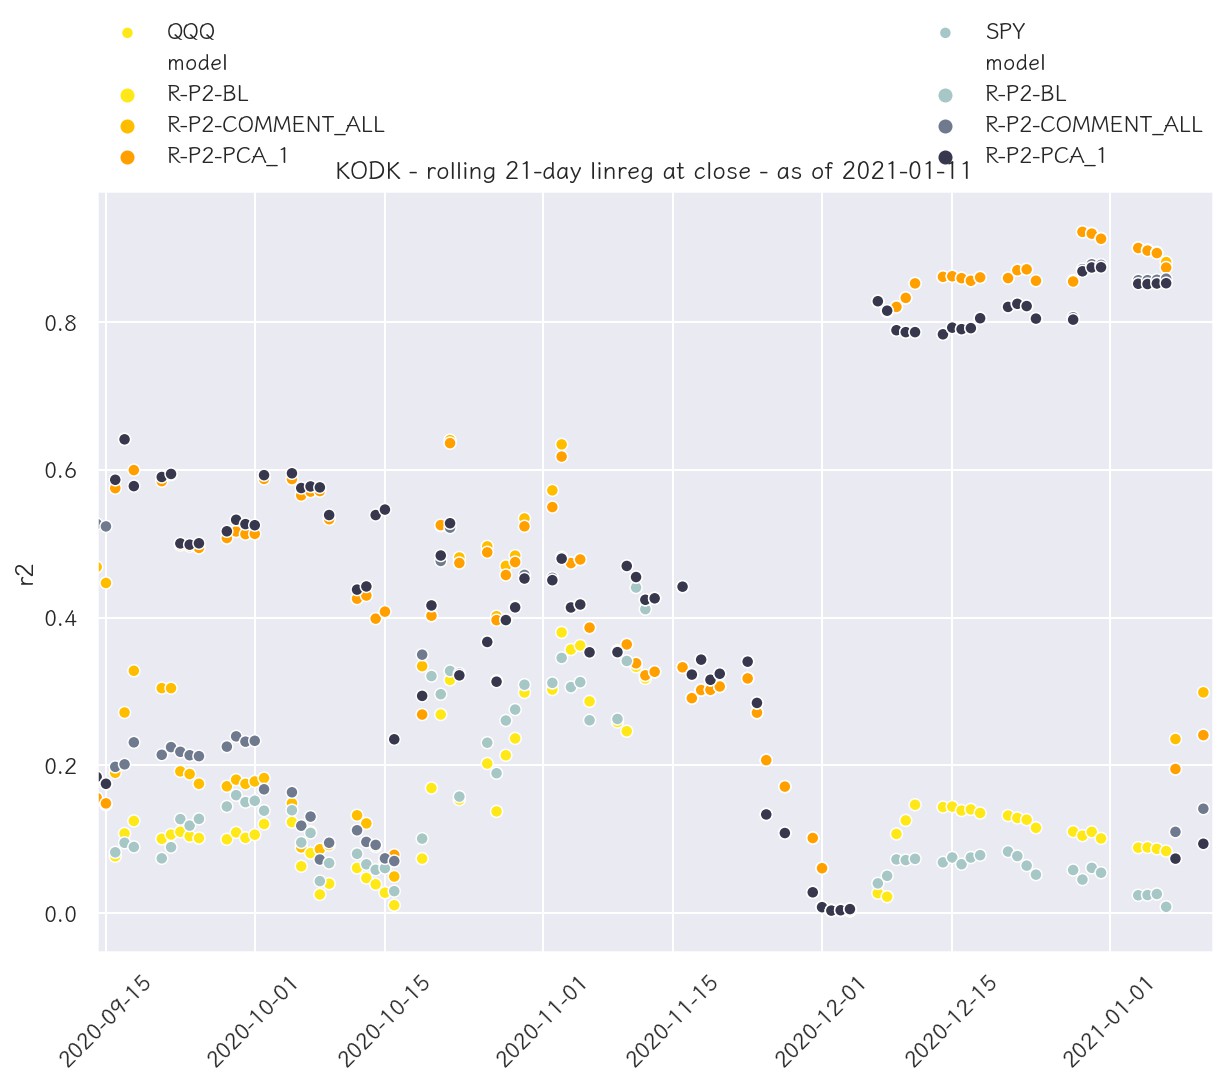 QQQ
model
R-P2-BL
R-P2-COMMENT_ALL
R-P2-PCA_1
SPY
model
R-P2-BL
R-P2-COMMENT_ALL
R-P2-PCA_1
KODK - rolling 21-day linreg at close - as of 2021-01-11
r2
0.8
0.6
0.4
0.2
0.0
2020-09-15
2020-10-01
2020-10-15
2020-11-01
2020-11-15
2020-12-01
2020-12-15
2021-01-01